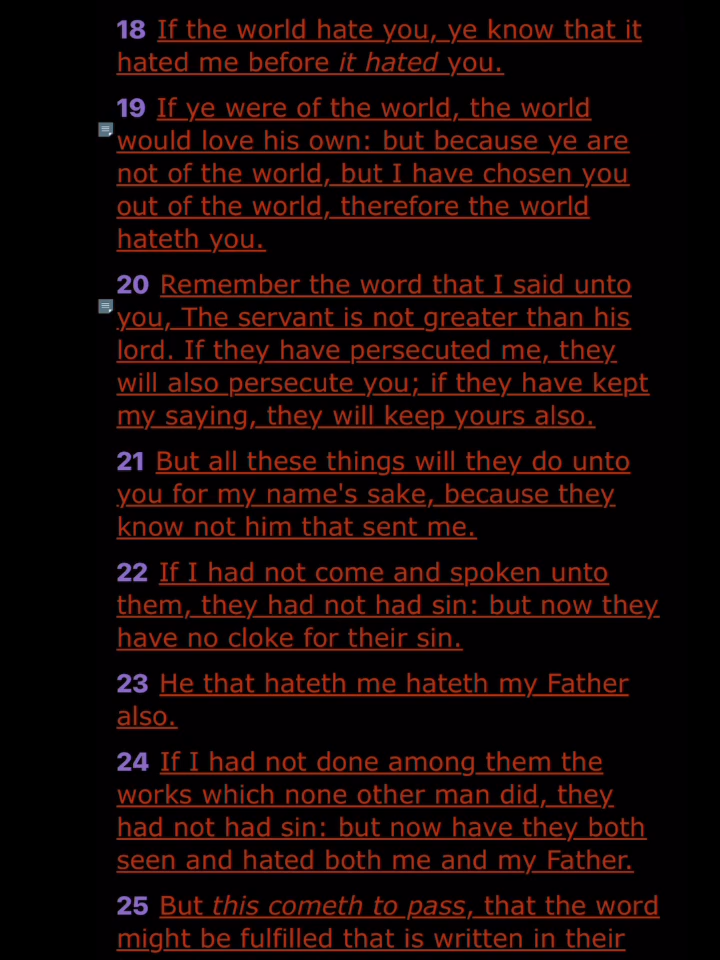 18 If the world hate you, ye know that it
hated me before it hated you.
19 If ye were of the world, the world
would love his own: but because ye are
not of the world, but I have chosen you
out of the world, therefore the world
hateth you.
20 Remember the word that I said unto
you, The servant is not greater than his
lord. If they have persecuted me, they
will also persecute you; if they have kept
my saying, they will keep yours also.
21 But all these things will they do unto
you for my name's sake, because they
know not him that sent me.
22 If I had not come and spoken unto
them, they had not had sin: but now they
have no cloke for their sin.
23 He that hateth me hateth my Father
also.
24 If I had not done among them the
works which none other man did, they
had not had sin: but now have they both
seen and hated both me and my Father.
25 But this cometh to pass, that the word
might be fulfilled that is written in their